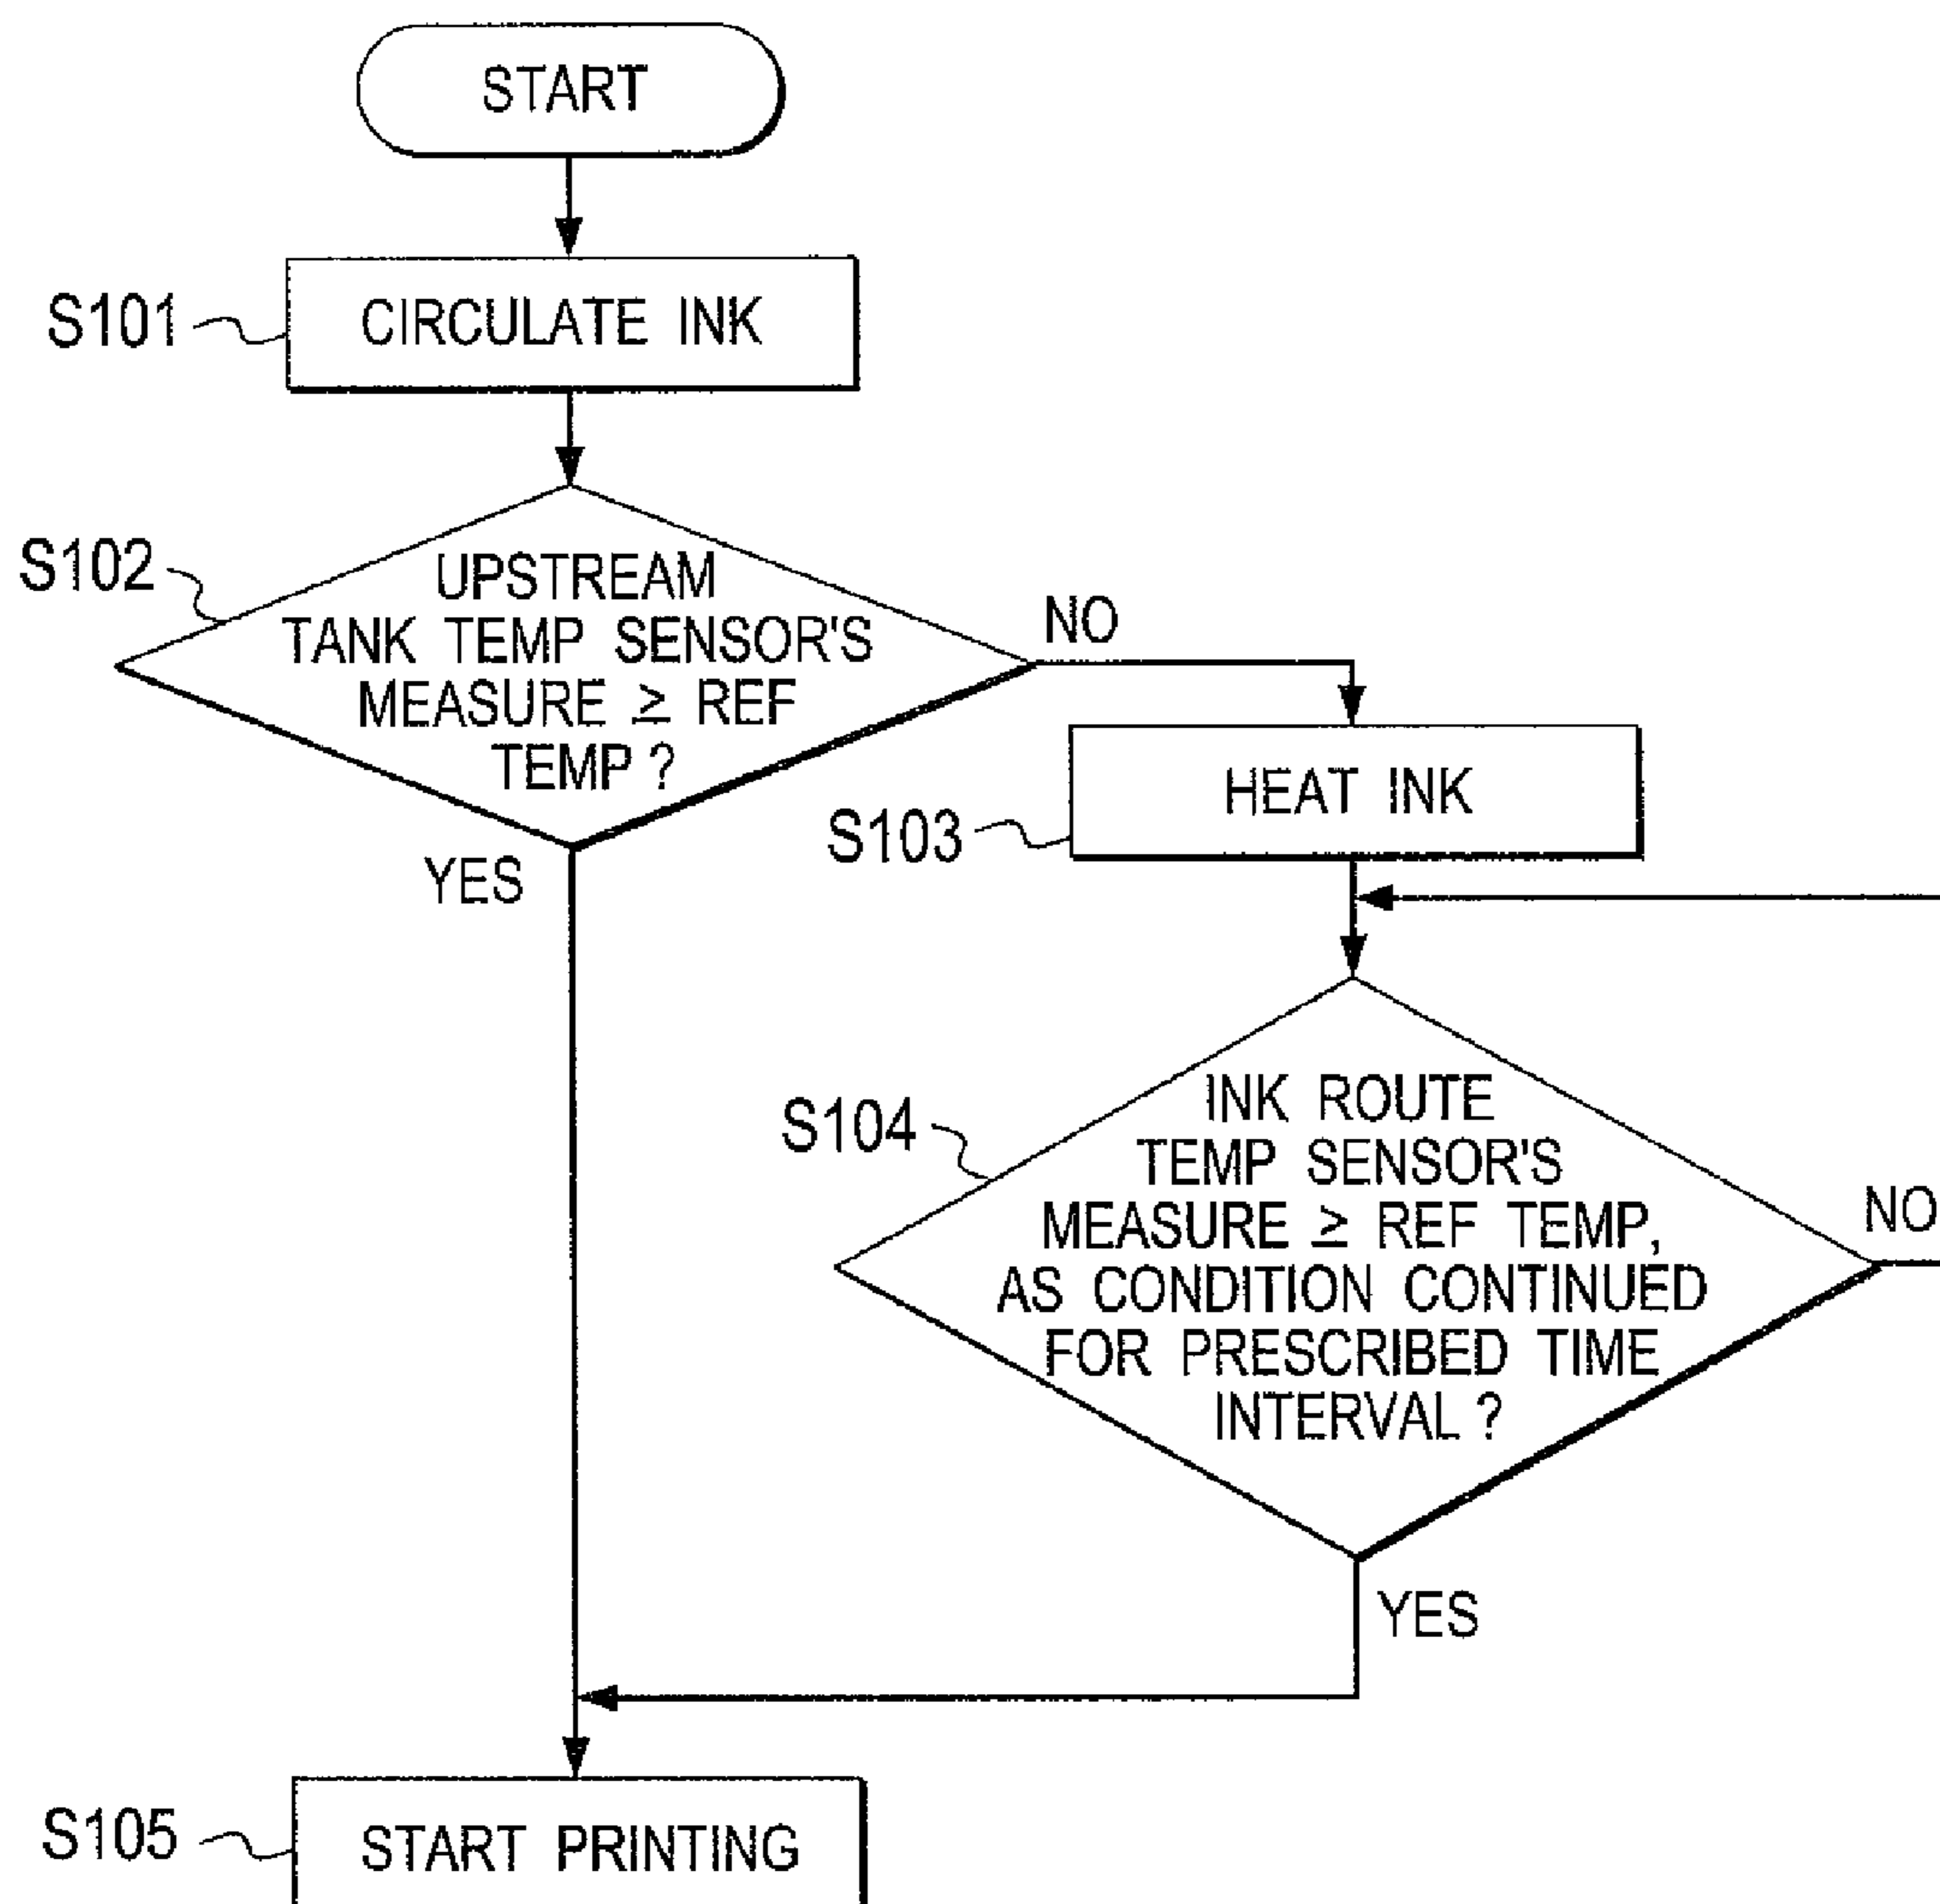 START
S101
CIRCULATE INK
S102
UPSTREAM
TANK TEMP SENSOR'S
MEASURE ≥ REF
TEMP ?
NO
YES
S103
HEAT INK
S104
INK ROUTE
TEMP SENSOR'S
MEASURE ≥ REF TEMP,
AS CONDITION CONTINUED
FOR PRESCRIBED TIME
INTERVAL ?
NO
YES
S105
START PRINTING